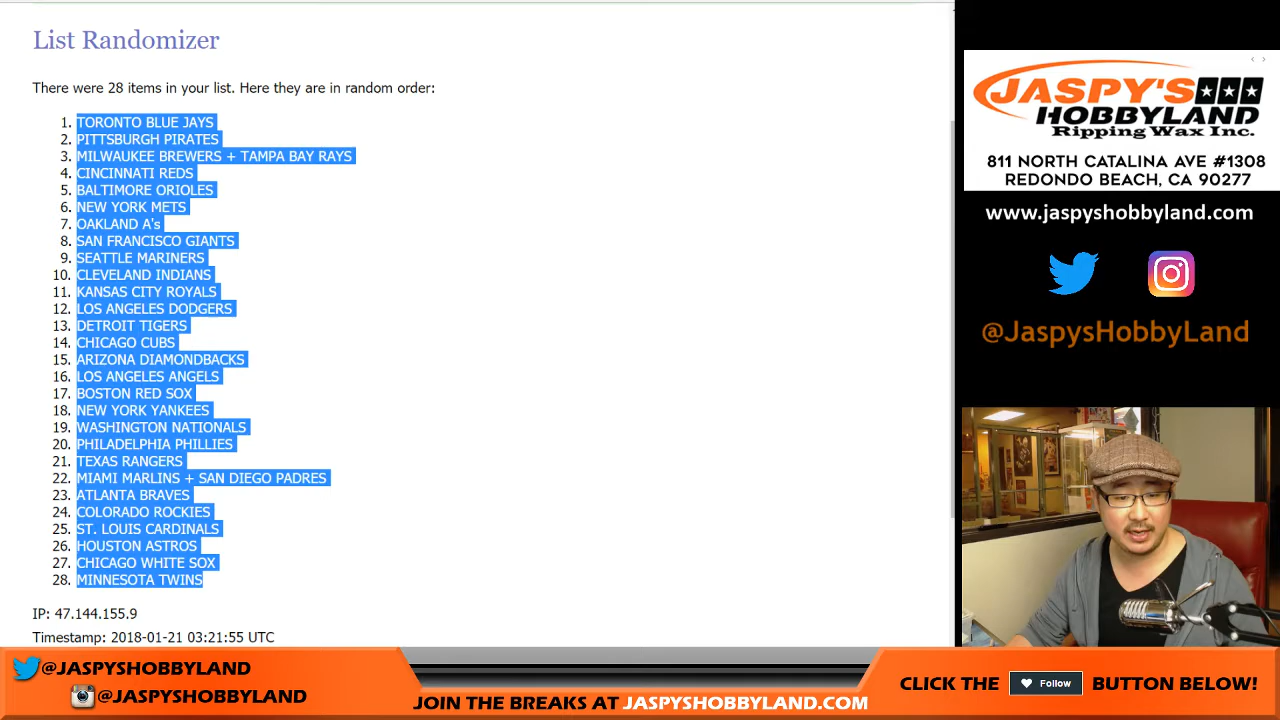 List Randomizer
There were 28 items in your list. Here they are in random order:
1. TORONTO BLUE JAYS
2. PITTSBURGH PIRATES
3. MILWAUKEE BREWERS + TAMPA BAY RAYS
4. CINCINNATI REDS
5. BALTIMORE ORIOLES
6. NEW YORK METS
7. OAKLAND A's
8. SAN FRANCISCO GIANTS
9. SEATTLE MARINERS
10. CLEVELAND INDIANS
11. KANSAS CITY ROYALS
12. LOS ANGELES DODGERS
13. DETROIT TIGERS
14. CHICAGO CUBS
15. ARIZONA DIAMONDBACKS
16. LOS ANGELES ANGELS
17. BOSTON RED SOX
18. NEW YORK YANKEES
19. WASHINGTON NATIONALS
20. PHILADELPHIA PHILLIES
21. TEXAS RANGERS
22. MIAMI MARLINS + SAN DIEGO PADRES
23. ATLANTA BRAVES
24. COLORADO ROCKIES
25. ST. LOUIS CARDINALS
26. HOUSTON ASTROS
27. CHICAGO WHITE SOX
28. MINNESOTA TWINS
IP: 47.144.155.9
Timestamp: 2018-01-21 03:21:55 UTC
JASPY'S
HOBBYLAND
Ripping Wax Inc.
811 NORTH CATALINA AVE #1308
REDONDO BEACH, CA 90277
www.jaspyshobbyland.com
@JaspysHobbyLand
@JASPYSHOBBYLAND
@JASPYSHOBBYLAND
JOIN THE BREAKS AT JASPYSHOBBYLAND.COM
CLICK THE Follow BUTTON BELOW!